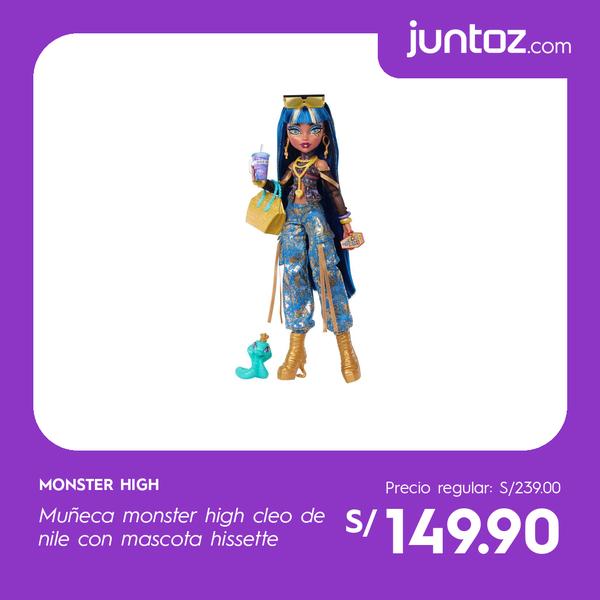 juntoz.com
MONSTER HIGH
Muñeca monster high cleo de
nile con mascota hissette
Precio regular: S/239.00
S/149.90